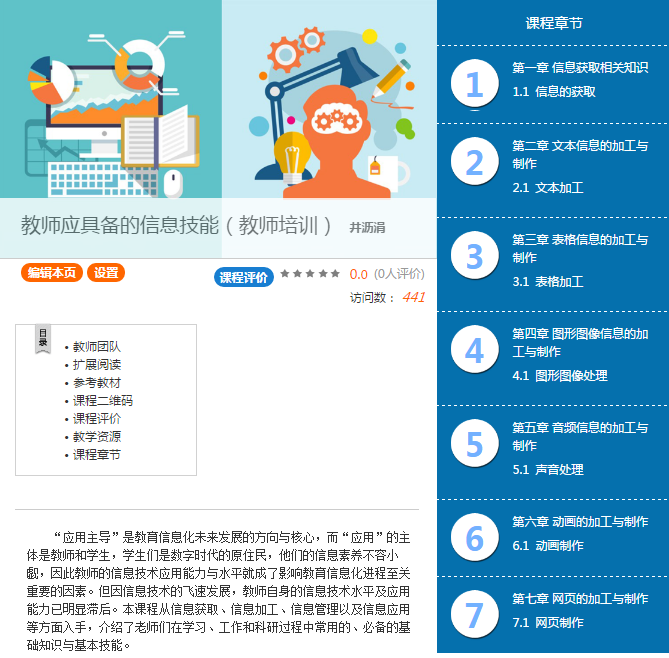 教师应具备的信息技能（教师培训） 井沥涓
编辑本页 设置
课程评价 ★★★★★ 0.0 (0人评价)
访问数： 441
目录
• 教师团队
• 扩展阅读
• 参考教材
• 课程二维码
• 课程评价
• 教学资源
• 课程章节
“应用主导”是教育信息化未来发展的方向与核心，而“应用”的主
体是教师和学生，学生们是数字时代的原住民，他们的信息素养不容小
觑，因此教师的信息技术应用能力与水平就成了影响教育信息化进程至关
重要的因素。但因信息技术的飞速发展，教师自身的信息技术水平及应用
能力已明显滞后。本课程从信息获取、信息加工、信息管理以及信息应用
等方面入手，介绍了老师们在学习、工作和科研过程中常用的、必备的基
础知识与基本技能。
课程章节
1
第一章 信息获取相关知识
1.1 信息的获取
2
第二章 文本信息的加工与
制作
2.1 文本加工
3
第三章 表格信息的加工与
制作
3.1 表格加工
4
第四章 图形图像信息的加
工与制作
4.1 图形图像处理
5
第五章 音频信息的加工与
制作
5.1 声音处理
6
第六章 动画的加工与制作
6.1 动画制作
7
第七章 网页的加工与制作
7.1 网页制作